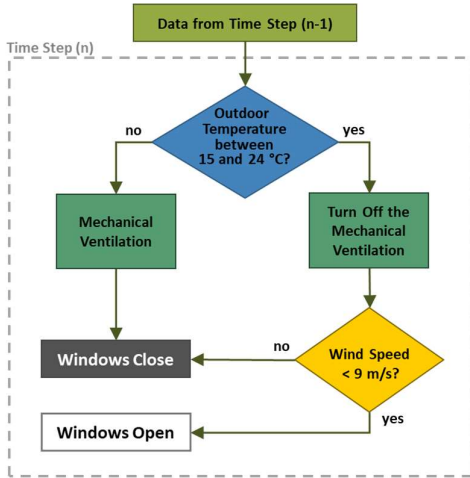 Data from Time Step (n-1)
Time Step (n)
Outdoor
Temperature
between
15 and 24 °C?
no
yes
Mechanical
Ventilation
Turn Off the
Mechanical
Ventilation
Windows Close
no
Wind Speed
< 9 m/s?
yes
Windows Open